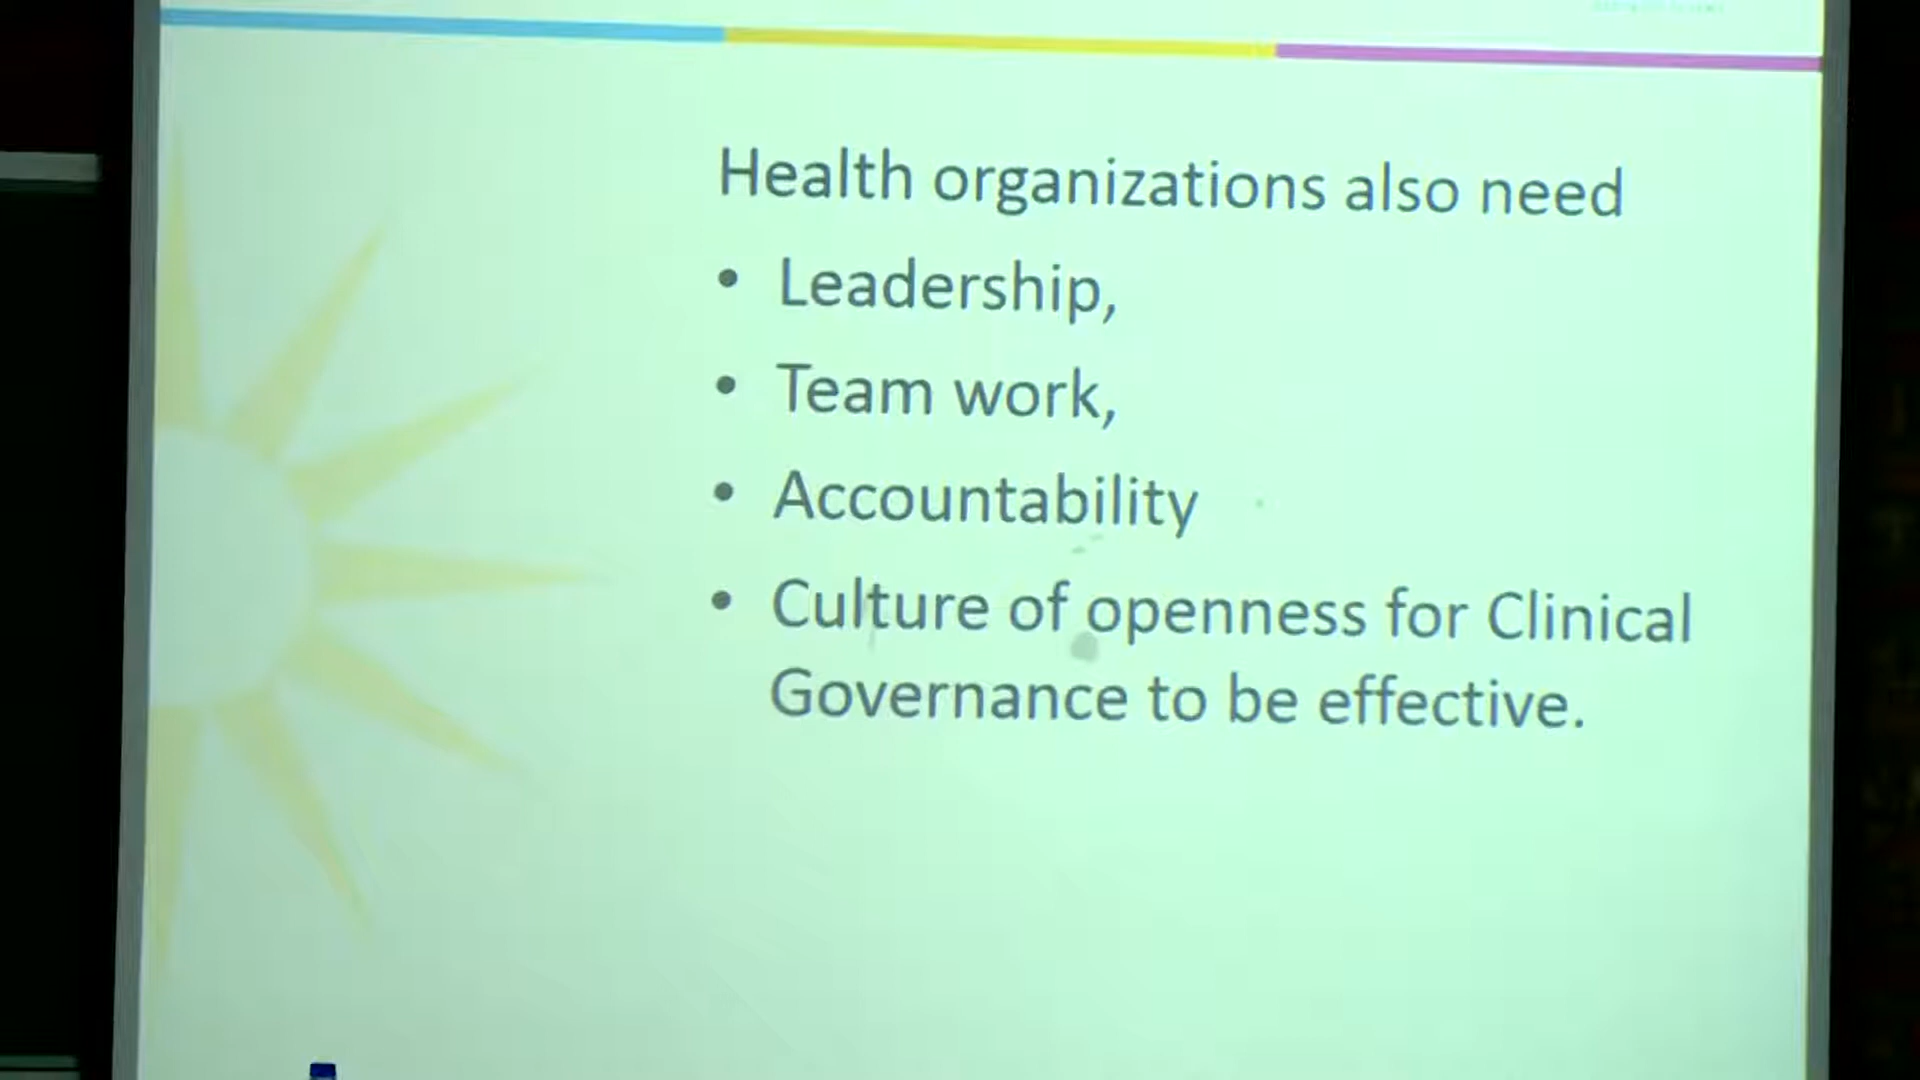 Health organizations also need
• Leadership,
• Team work,
• Accountability
• Culture of openness for Clinical
Governance to be effective.